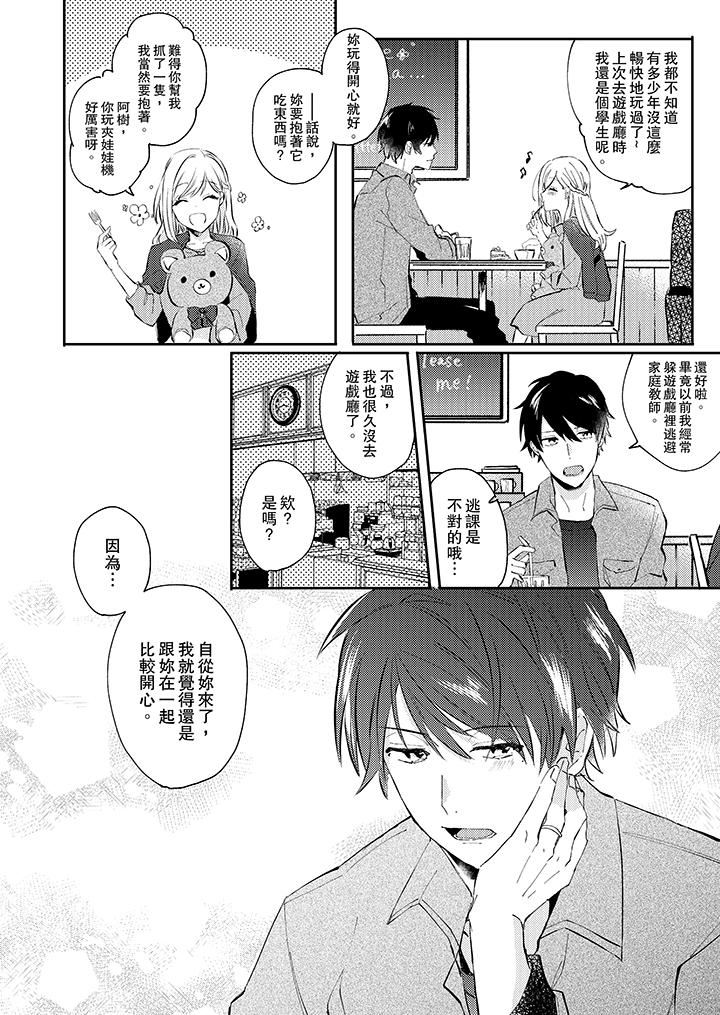 我都不知道
有多少年沒這麼
暢快地玩過了~
上次去遊戲廳時
我還是個學生呢。
妳玩得開心就好。
——話說，
妳要抱著它
吃東西嗎？
難得你幫我
抓了一隻，
我當然要抱著。
阿樹，
你玩夾娃娃機
好厲害呀。
還好啦。
畢竟以前我經常
躲遊戲廳裡逃避
家庭教師。
lease
me!
逃課是
不對的哦…
不過，
我也很久沒去
遊戲廳了。
欸？
是嗎？
因為…
自從妳來了，
我就覺得還是
跟妳在一起
比較開心。